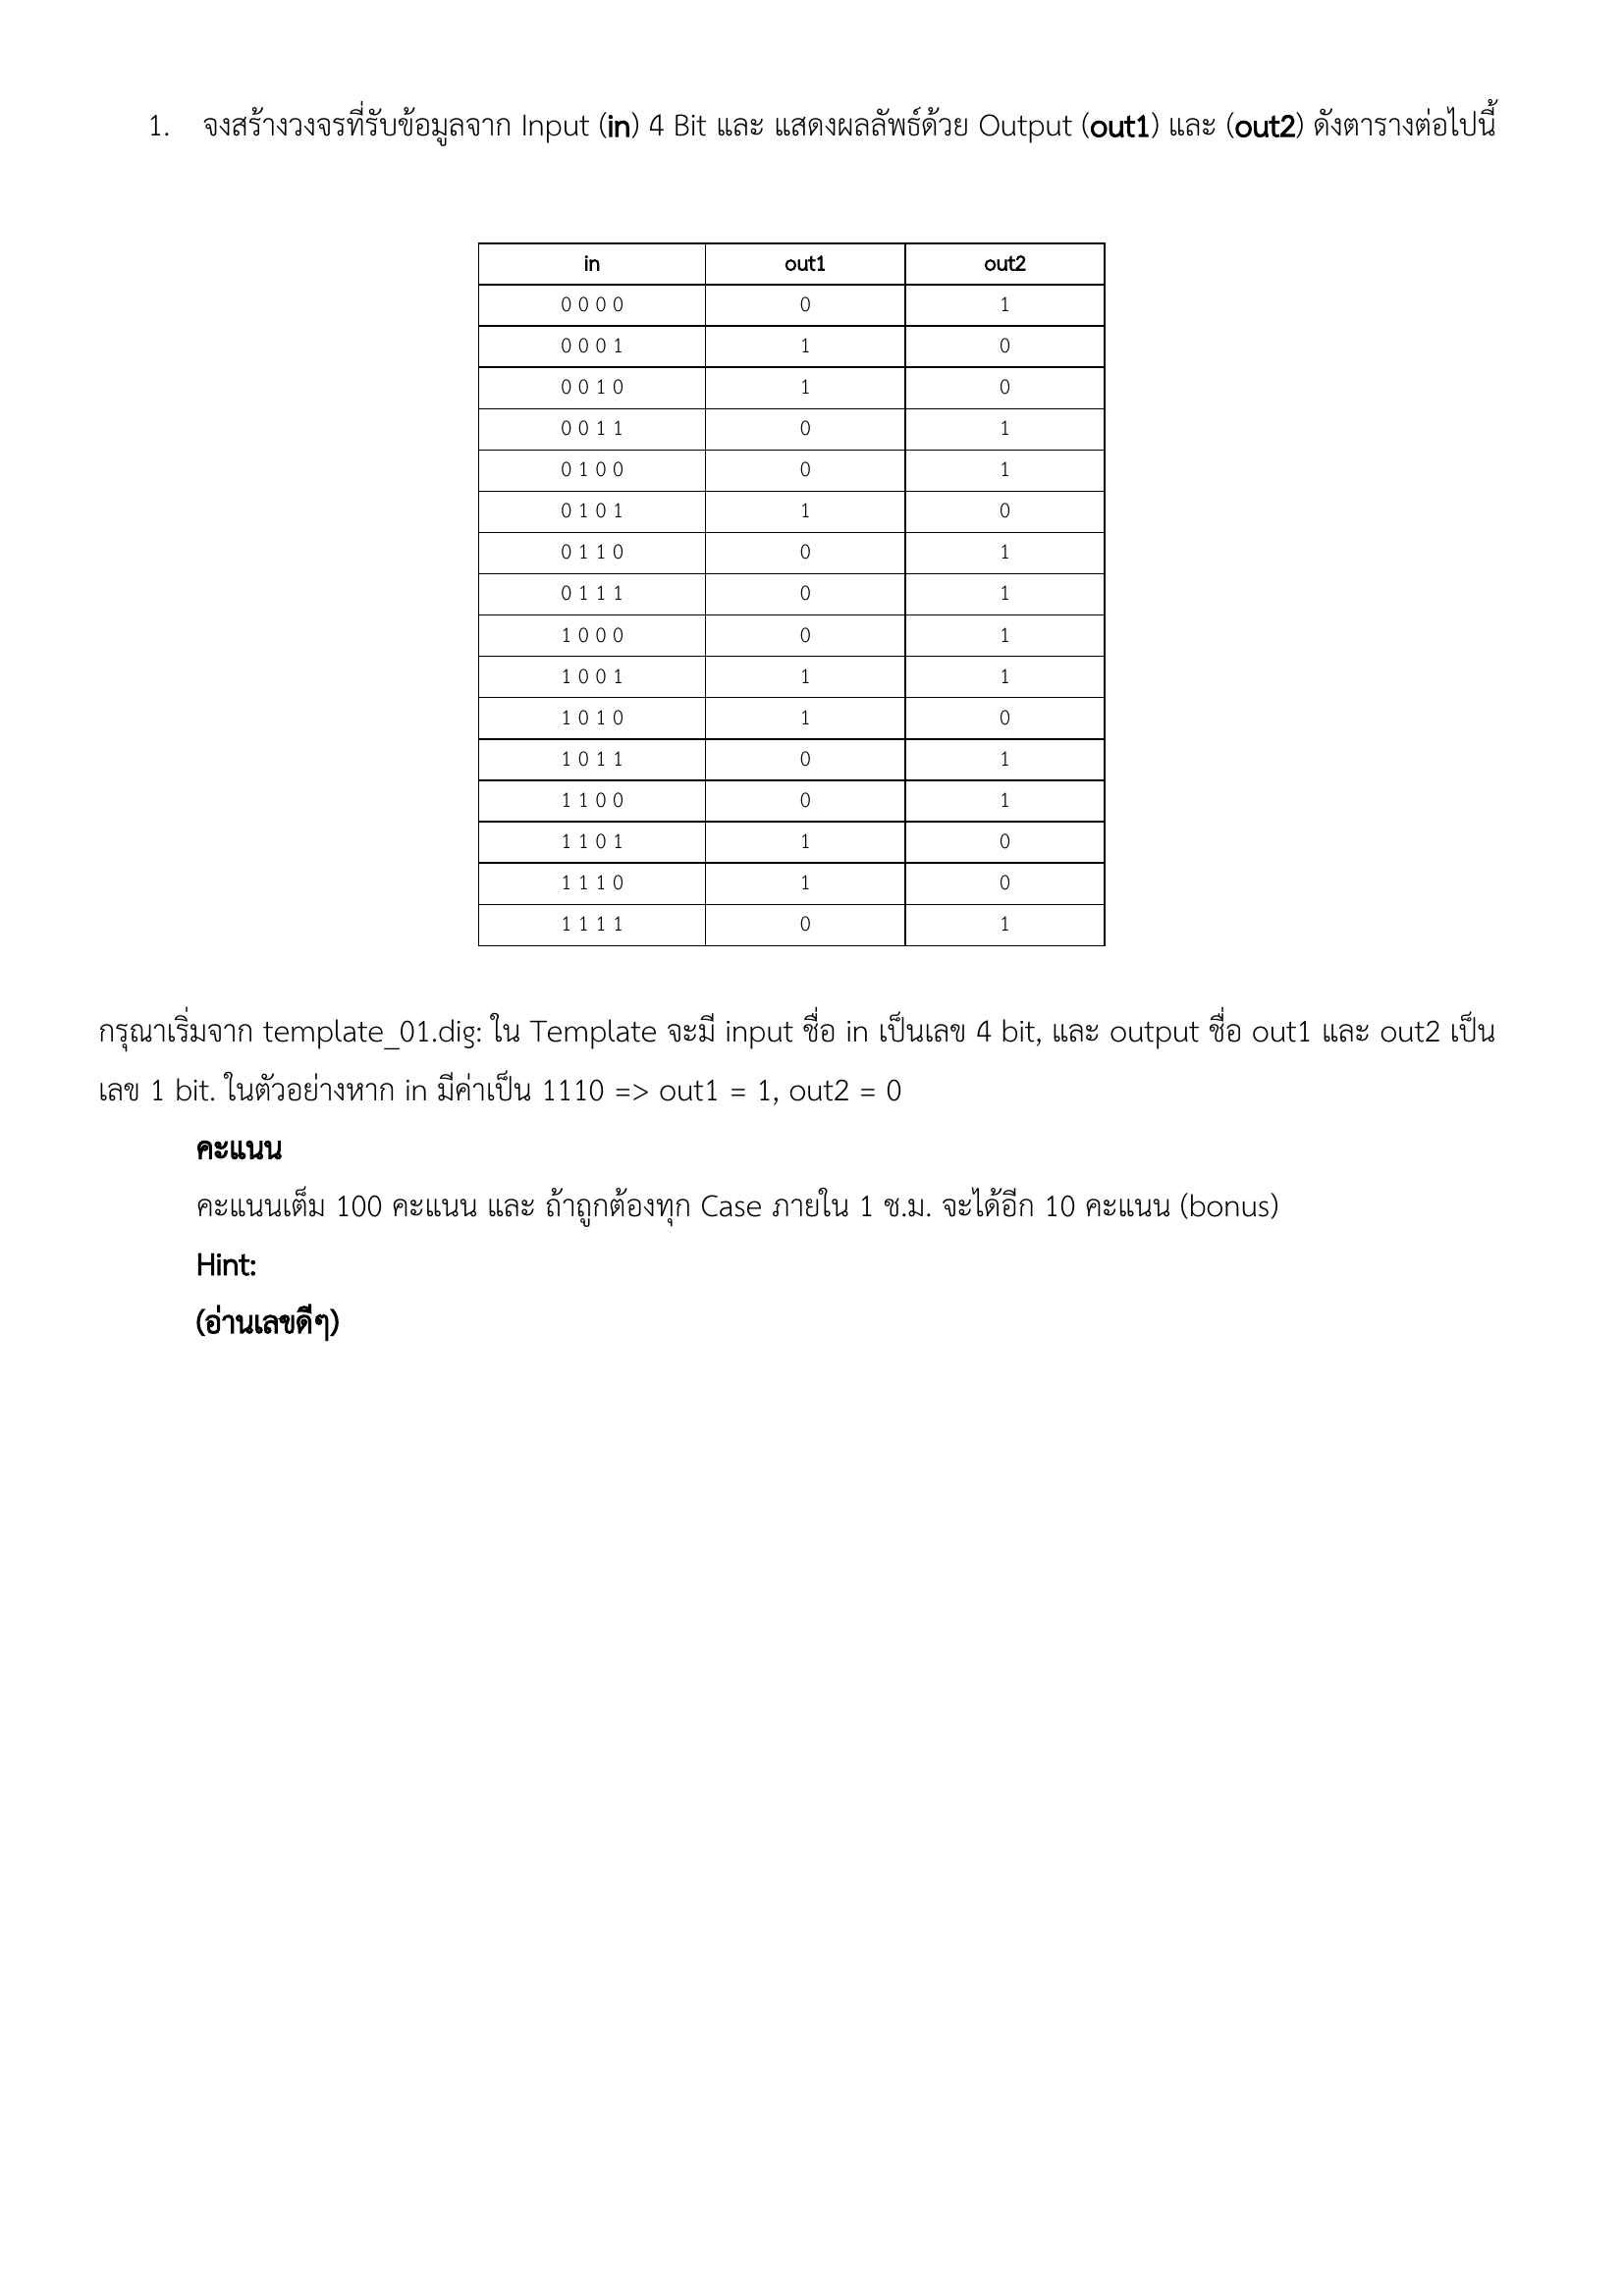 1. จงสร้างวงจรที่รับข้อมูลจาก Input (in) 4 Bit และ แสดงผลลัพธ์ด้วย Output (out1) และ (out2) ดังตารางต่อไปนี้
in out1 out2
0 0 0 0 0 1
0 0 0 1 1 0
0 0 1 0 1 0
0 0 1 1 0 1
0 1 0 0 0 1
0 1 0 1 1 0
0 1 1 0 0 1
0 1 1 1 0 1
1 0 0 0 0 1
1 0 0 1 1 1
1 0 1 0 1 0
1 0 1 1 0 1
1 1 0 0 0 1
1 1 0 1 1 0
1 1 1 0 1 0
1 1 1 1 0 1
กรุณาเริ่มจาก template_01.dig: ใน Template จะมี input ชื่อ in เป็นเลข 4 bit, และ output ชื่อ out1 และ out2 เป็น
เลข 1 bit. ในตัวอย่างหาก in มีค่าเป็น 1110 => out1 = 1, out2 = 0
คะแนน
คะแนนเต็ม 100 คะแนน และ ถ้าถูกต้องทุก Case ภายใน 1 ช.ม. จะได้อีก 10 คะแนน (bonus)
Hint:
(อ่านเลขดีๆ)